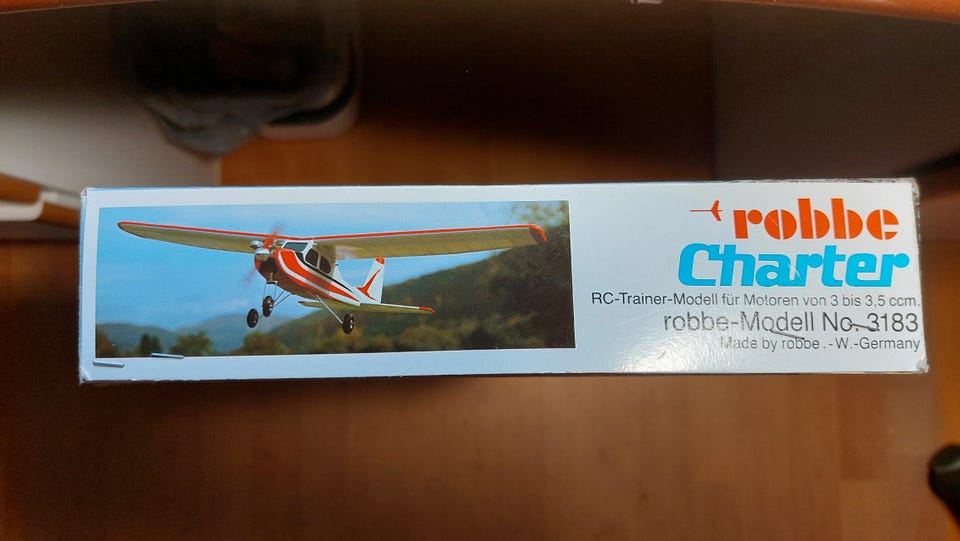 robbe
Charter
RC-Trainer-Modell für Motoren von 3 bis 3,5 ccm.
robbe-Modell No. 3183
Made by robbe.-W.-Germany